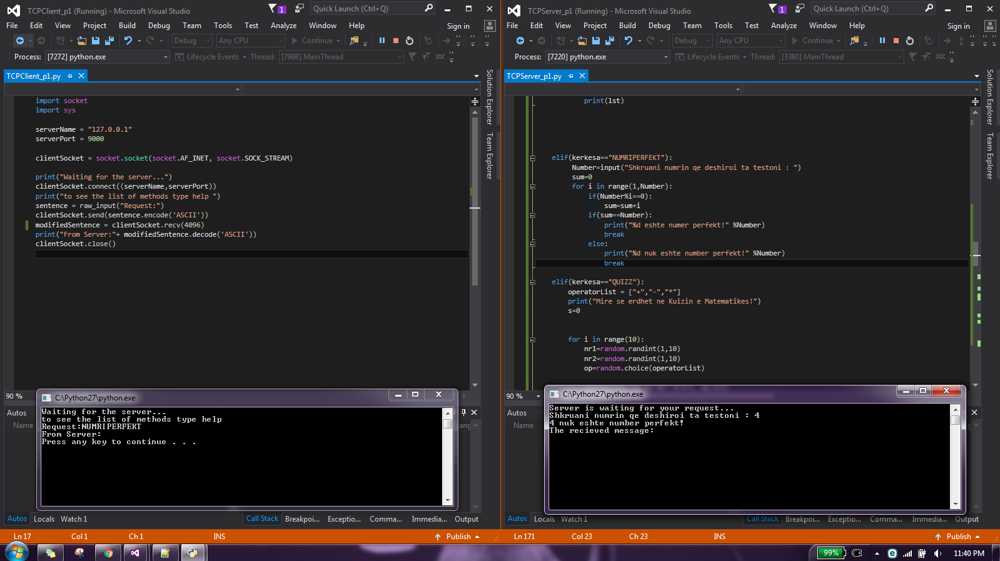 TCPClient_p1 (Running) - Microsoft Visual Studio
1
Quick Launch (Ctrl+Q)
File Edit View Project Build Debug Team Tools Test Analyze Window Help
Sign in
Debug Any CPU Continue
Process: [7272] python.exe Lifecycle Events Thread: [7968] MainThread
TCPClient_p1.py
Solution Explorer
Team Explorer
import socket
import sys
serverName = "127.0.0.1"
serverPort = 9000
clientSocket = socket.socket(socket.AF_INET, socket.SOCK_STREAM)
print("Waiting for the server...")
clientSocket.connect((serverName,serverPort))
print("to see the list of methods type help ")
sentence = raw_input("Request:")
clientSocket.send(sentence.encode('ASCII'))
modifiedSentence = clientSocket.recv(4096)
print("From Server:"+ modifiedSentence.decode('ASCII'))
clientSocket.close()
90 %
Autos
Name
C:\Python27\python.exe
Waiting for the server...
to see the list of methods type help
Request:NUMRIPERFEKT
From Server:
Press any key to continue . . .
Autos Locals Watch 1
Call Stack Breakpoi... Exceptio... Comma... Immedia... Output
Ln 17 Col 1 Ch 1 INS Publish
TCPServer_p1 (Running) - Microsoft Visual Studio
1
Quick Launch (Ctrl+Q)
File Edit View Project Build Debug Team Tools Test Analyze Window Help
Sign in
Debug Any CPU Continue
Process: [7220] python.exe Lifecycle Events Thread: [3380] MainThread
TCPServer_p1.py
Solution Explorer
Team Explorer
print(lst)
elif(kerkesa=="NUMRIPERFEKT"):
Number=input("Shkruani numrin qe deshiroi ta testoni : ")
sum=0
for i in range(1,Number):
if(Number%i==0):
sum=sum+i
if(sum==Number):
print("%d eshte numer perfekt!" %Number)
break
else:
print("%d nuk eshte number perfekt!" %Number)
break
elif(kerkesa=="QUIZZ"):
operatorList = ["+","-","*"]
print("Mire se erdhet ne Kuizin e Matematikes!")
s=0
for i in range(10):
nr1=random.randint(1,10)
nr2=random.randint(1,10)
op=random.choice(operatorList)
90 %
Autos
Name
C:\Python27\python.exe
Server is waiting for your request...
Shkruani numrin qe deshiroi ta testoni : 4
4 nuk eshte number perfekt!
The recieved message:
Autos Locals Watch 1
Call Stack Breakpoi... Exceptio... Comma... Immedia... Output
Ln 171 Col 23 Ch 23 INS Publish
99%
11:40 PM